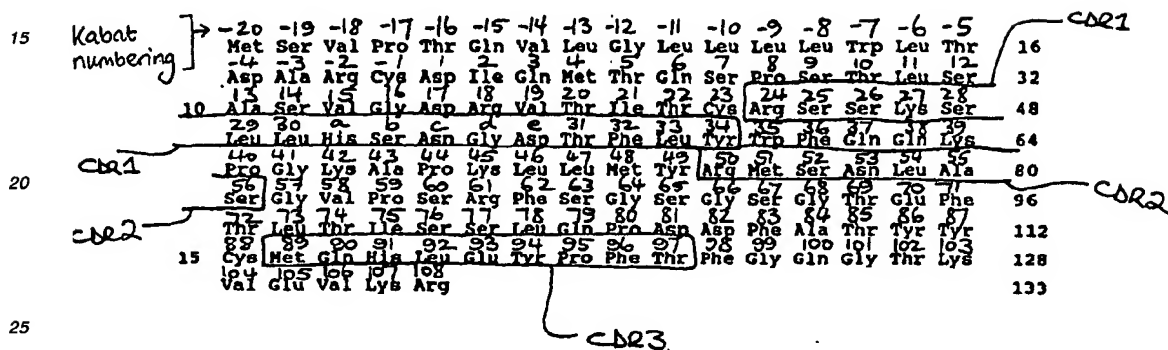 -20 -19 -18 -17 -16 -15 -14 -13 -12 -11 -10 -9 -8 -7 -6 -5 CDR1
15 Kabat numbering Met Ser Val Pro Thr Gln Val Leu Gly Leu Leu Leu Leu Trp Leu Thr 16
-4 -3 -2 -1 1 2 3 4 5 6 7 8 9 10 11 12
Asp Ala Arg Cys Asp Ile Gln Met Thr Gln Ser Pro Ser Thr Leu Ser 32
13 14 15 16 17 18 19 20 21 22 23 24 25 26 27 28
10 Ala Ser Val Gly Asp Arg Val Thr Ile Thr Cys Arg Ser Ser Lys Ser 48
29 30 a b c d e 31 32 33 34 35 36 37 38 39
Leu Leu His Ser Asn Gly Asp Thr Phe Leu Tyr Trp Phe Gln Gln Lys 64
CDR1 40 41 42 43 44 45 46 47 48 49 50 51 52 53 54 55
20 Pro Gly Lys Ala Pro Lys Leu Leu Met Tyr Arg Met Ser Asn Leu Ala 80
56 57 58 59 60 61 62 63 64 65 66 67 68 69 70 71 CDR2
Ser Gly Val Pro Ser Arg Phe Ser Gly Ser Gly Ser Gly Thr Glu Phe 96
CDR2 72 73 74 75 76 77 78 79 80 81 82 83 84 85 86 87
Thr Leu Thr Ile Ser Ser Leu Gln Pro Asp Asp Phe Ala Thr Tyr Tyr 112
88 89 90 91 92 93 94 95 96 97 98 99 100 101 102 103
15 Cys Met Gln His Leu Glu Tyr Pro Phe Thr Phe Gly Gln Gly Thr Lys 128
104 105 106 107 108
Val Glu Val Lys Arg 133
25
CDR3